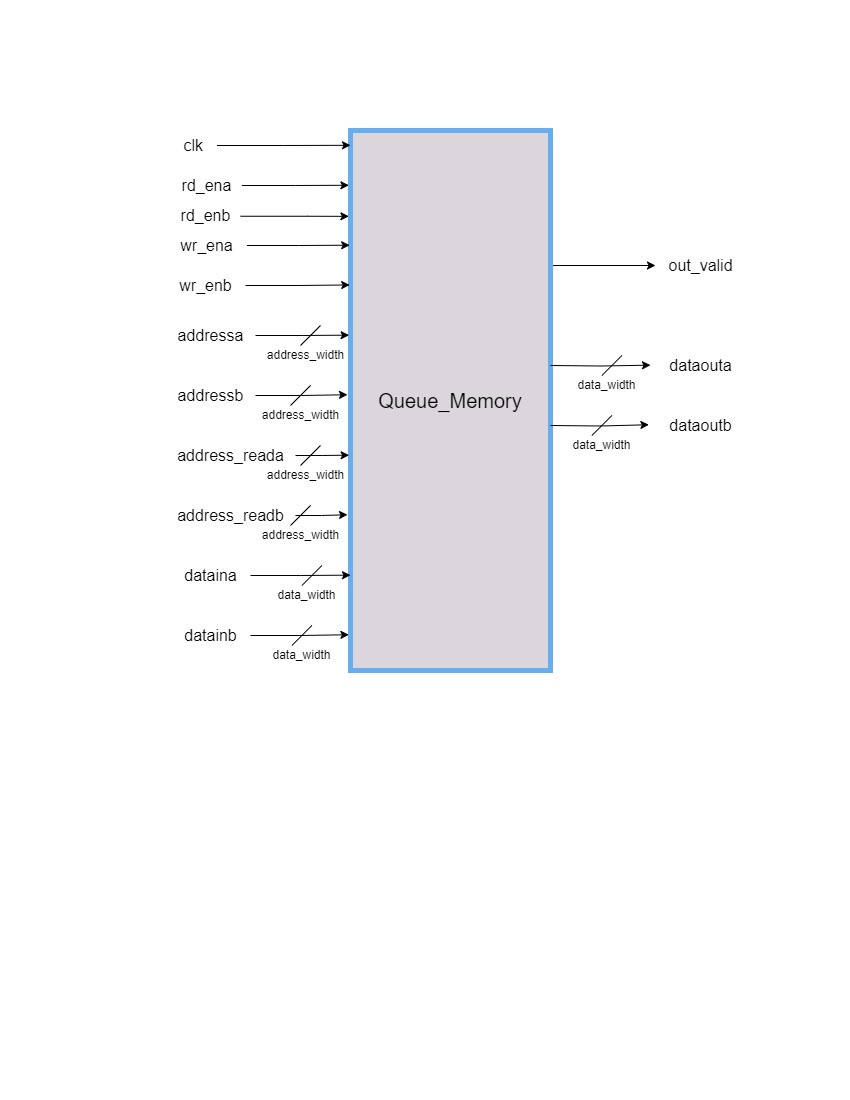 clk
rd_ena
rd_enb
wr_ena
wr_enb
addressa
address_width
addressb
address_width
address_reada
address_width
address_readb
address_width
dataina
data_width
datainb
data_width
Queue_Memory
out_valid
dataouta
data_width
dataoutb
data_width